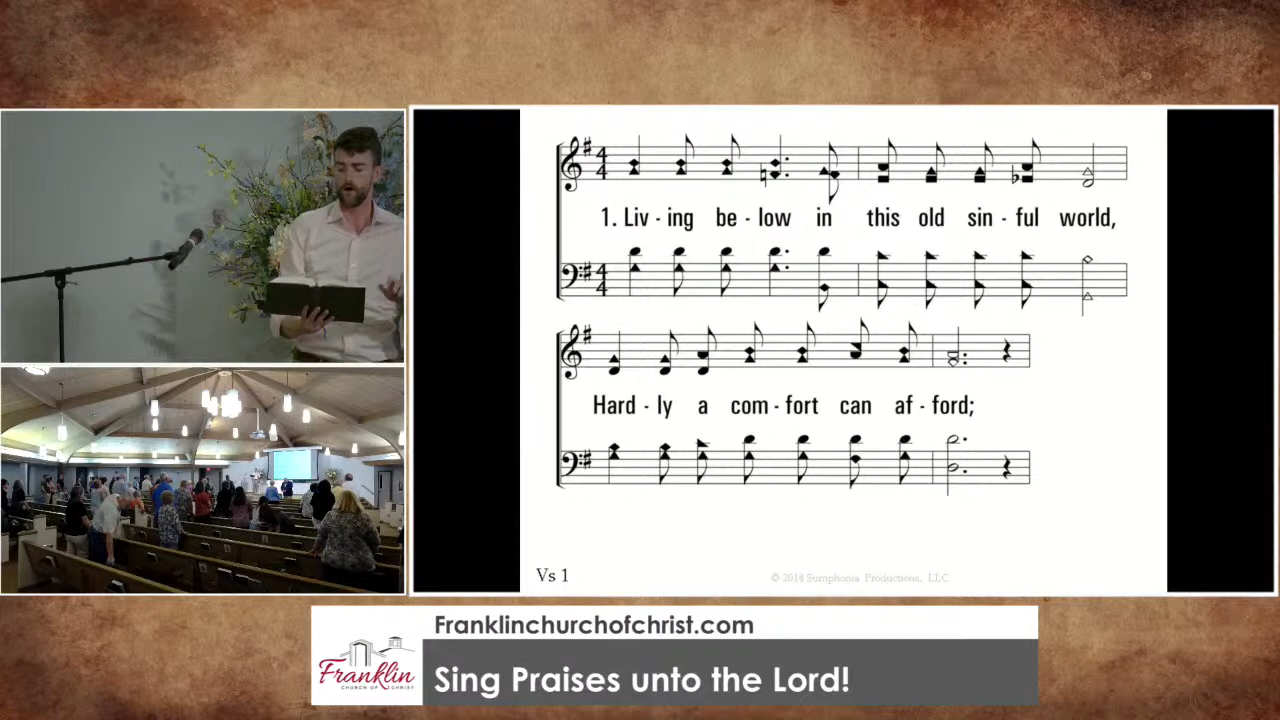 1. Liv - ing be - low in this old sin - ful world,
Hard - ly a com - fort can af - ford;
Vs 1
© 2014 Sumphonia Productions, LLC
Franklinchurchofchrist.com
Franklin
CHURCH OF CHRIST
Sing Praises unto the Lord!